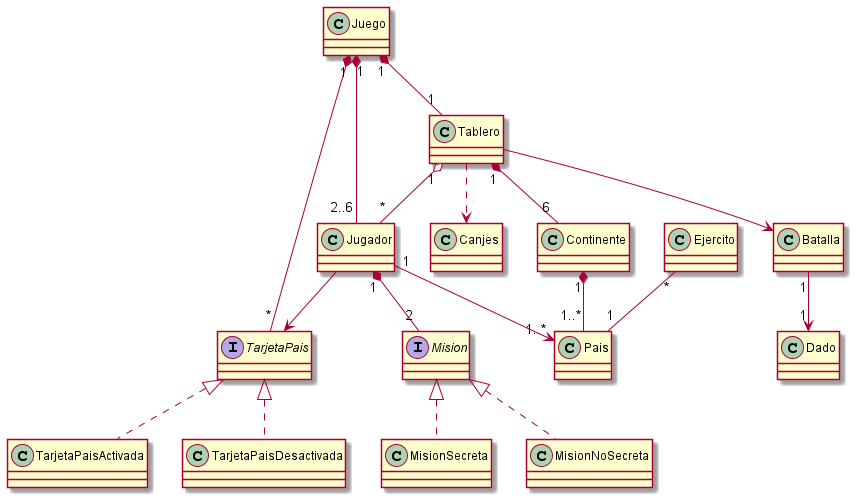 C Juego
1 1 1
1
C Tablero
1 1
2..6 * 6
C Jugador
C Canjes
C Continente
C Ejercito
C Batalla
1 1 1 * 1
* 2 1..* 1..* 1 1
I TarjetaPais
I Mision
C Pais
C Dado
C TarjetaPaisActivada
C TarjetaPaisDesactivada
C MisionSecreta
C MisionNoSecreta